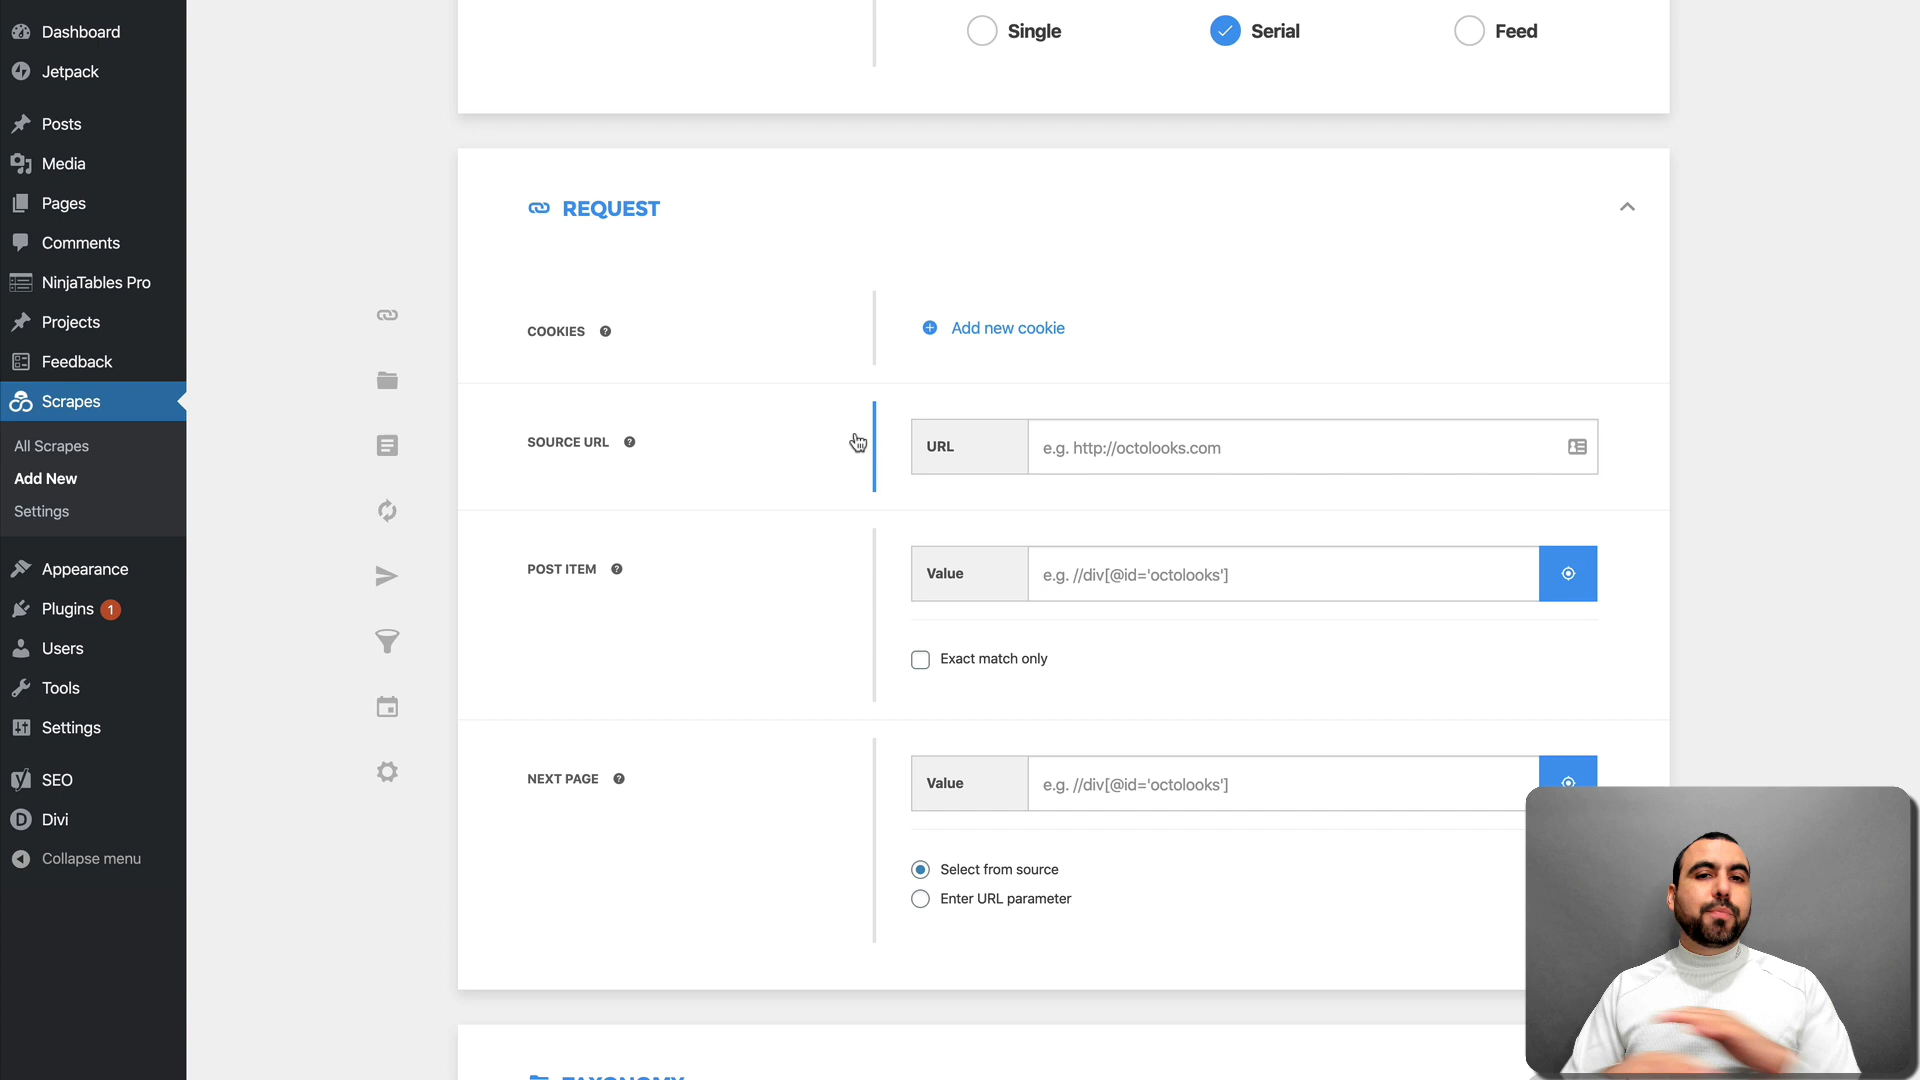 Dashboard
Jetpack
Posts
Media
Pages
Comments
NinjaTables Pro
Projects
Feedback
Scrapes
All Scrapes
Add New
Settings
Appearance
Plugins 1
Users
Tools
Settings
SEO
Divi
Collapse menu
Single
Serial
Feed
REQUEST
COOKIES
Add new cookie
SOURCE URL
URL
e.g. http://octolooks.com
POST ITEM
Value
e.g. //div[@id='octolooks']
Exact match only
NEXT PAGE
Value
e.g. //div[@id='octolooks']
Select from source
Enter URL parameter
TAXONOMY